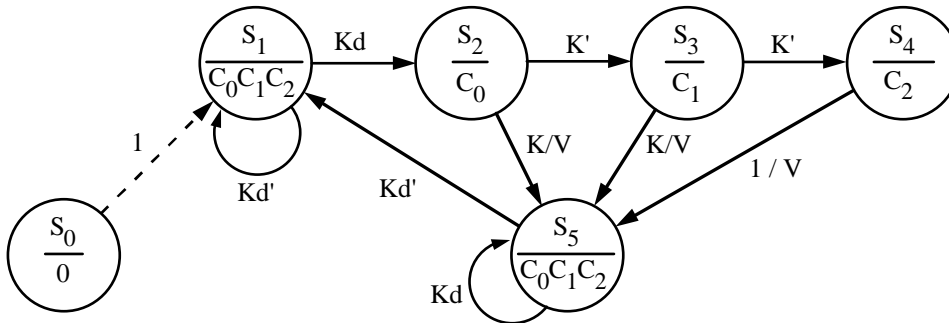 S1
C0C1C2
Kd
S2
C0
K'
S3
C1
K'
S4
C2
1
Kd'
Kd'
K/V
K/V
1 / V
S0
0
S5
C0C1C2
Kd